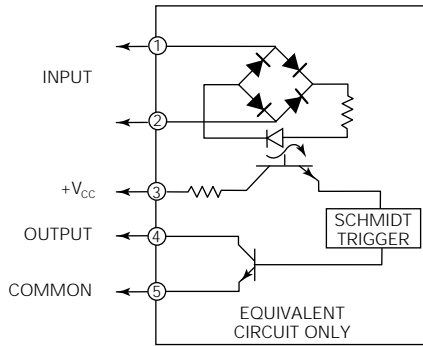 1
INPUT
2
+VCC
3
SCHMIDT
TRIGGER
OUTPUT
4
COMMON
5
EQUIVALENT
CIRCUIT ONLY